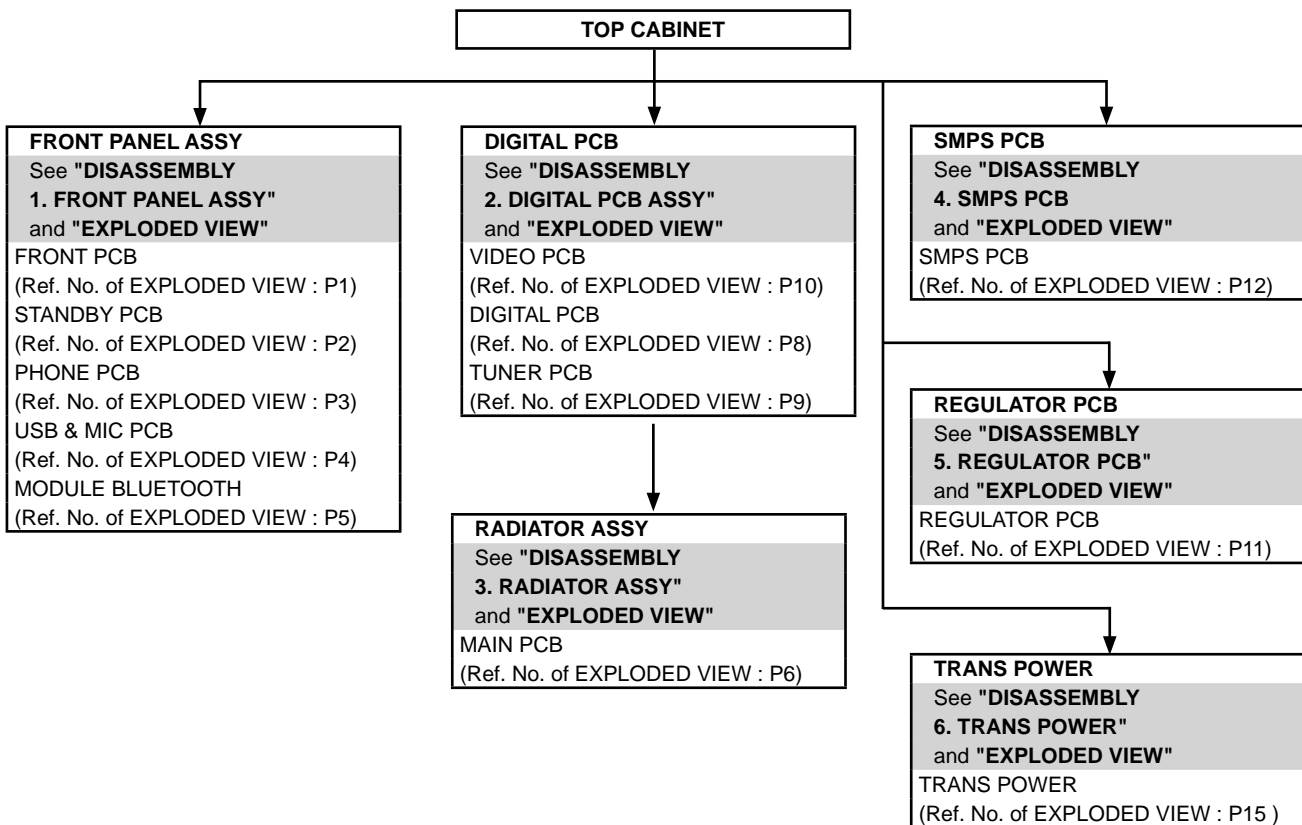 TOP CABINET
FRONT PANEL ASSY
See "DISASSEMBLY
1. FRONT PANEL ASSY"
and "EXPLODED VIEW"
FRONT PCB
(Ref. No. of EXPLODED VIEW : P1)
STANDBY PCB
(Ref. No. of EXPLODED VIEW : P2)
PHONE PCB
(Ref. No. of EXPLODED VIEW : P3)
USB & MIC PCB
(Ref. No. of EXPLODED VIEW : P4)
MODULE BLUETOOTH
(Ref. No. of EXPLODED VIEW : P5)
DIGITAL PCB
See "DISASSEMBLY
2. DIGITAL PCB ASSY"
and "EXPLODED VIEW"
VIDEO PCB
(Ref. No. of EXPLODED VIEW : P10)
DIGITAL PCB
(Ref. No. of EXPLODED VIEW : P8)
TUNER PCB
(Ref. No. of EXPLODED VIEW : P9)
RADIATOR ASSY
See "DISASSEMBLY
3. RADIATOR ASSY"
and "EXPLODED VIEW"
MAIN PCB
(Ref. No. of EXPLODED VIEW : P6)
SMPS PCB
See "DISASSEMBLY
4. SMPS PCB
and "EXPLODED VIEW"
SMPS PCB
(Ref. No. of EXPLODED VIEW : P12)
REGULATOR PCB
See "DISASSEMBLY
5. REGULATOR PCB"
and "EXPLODED VIEW"
REGULATOR PCB
(Ref. No. of EXPLODED VIEW : P11)
TRANS POWER
See "DISASSEMBLY
6. TRANS POWER"
and "EXPLODED VIEW"
TRANS POWER
(Ref. No. of EXPLODED VIEW : P15 )